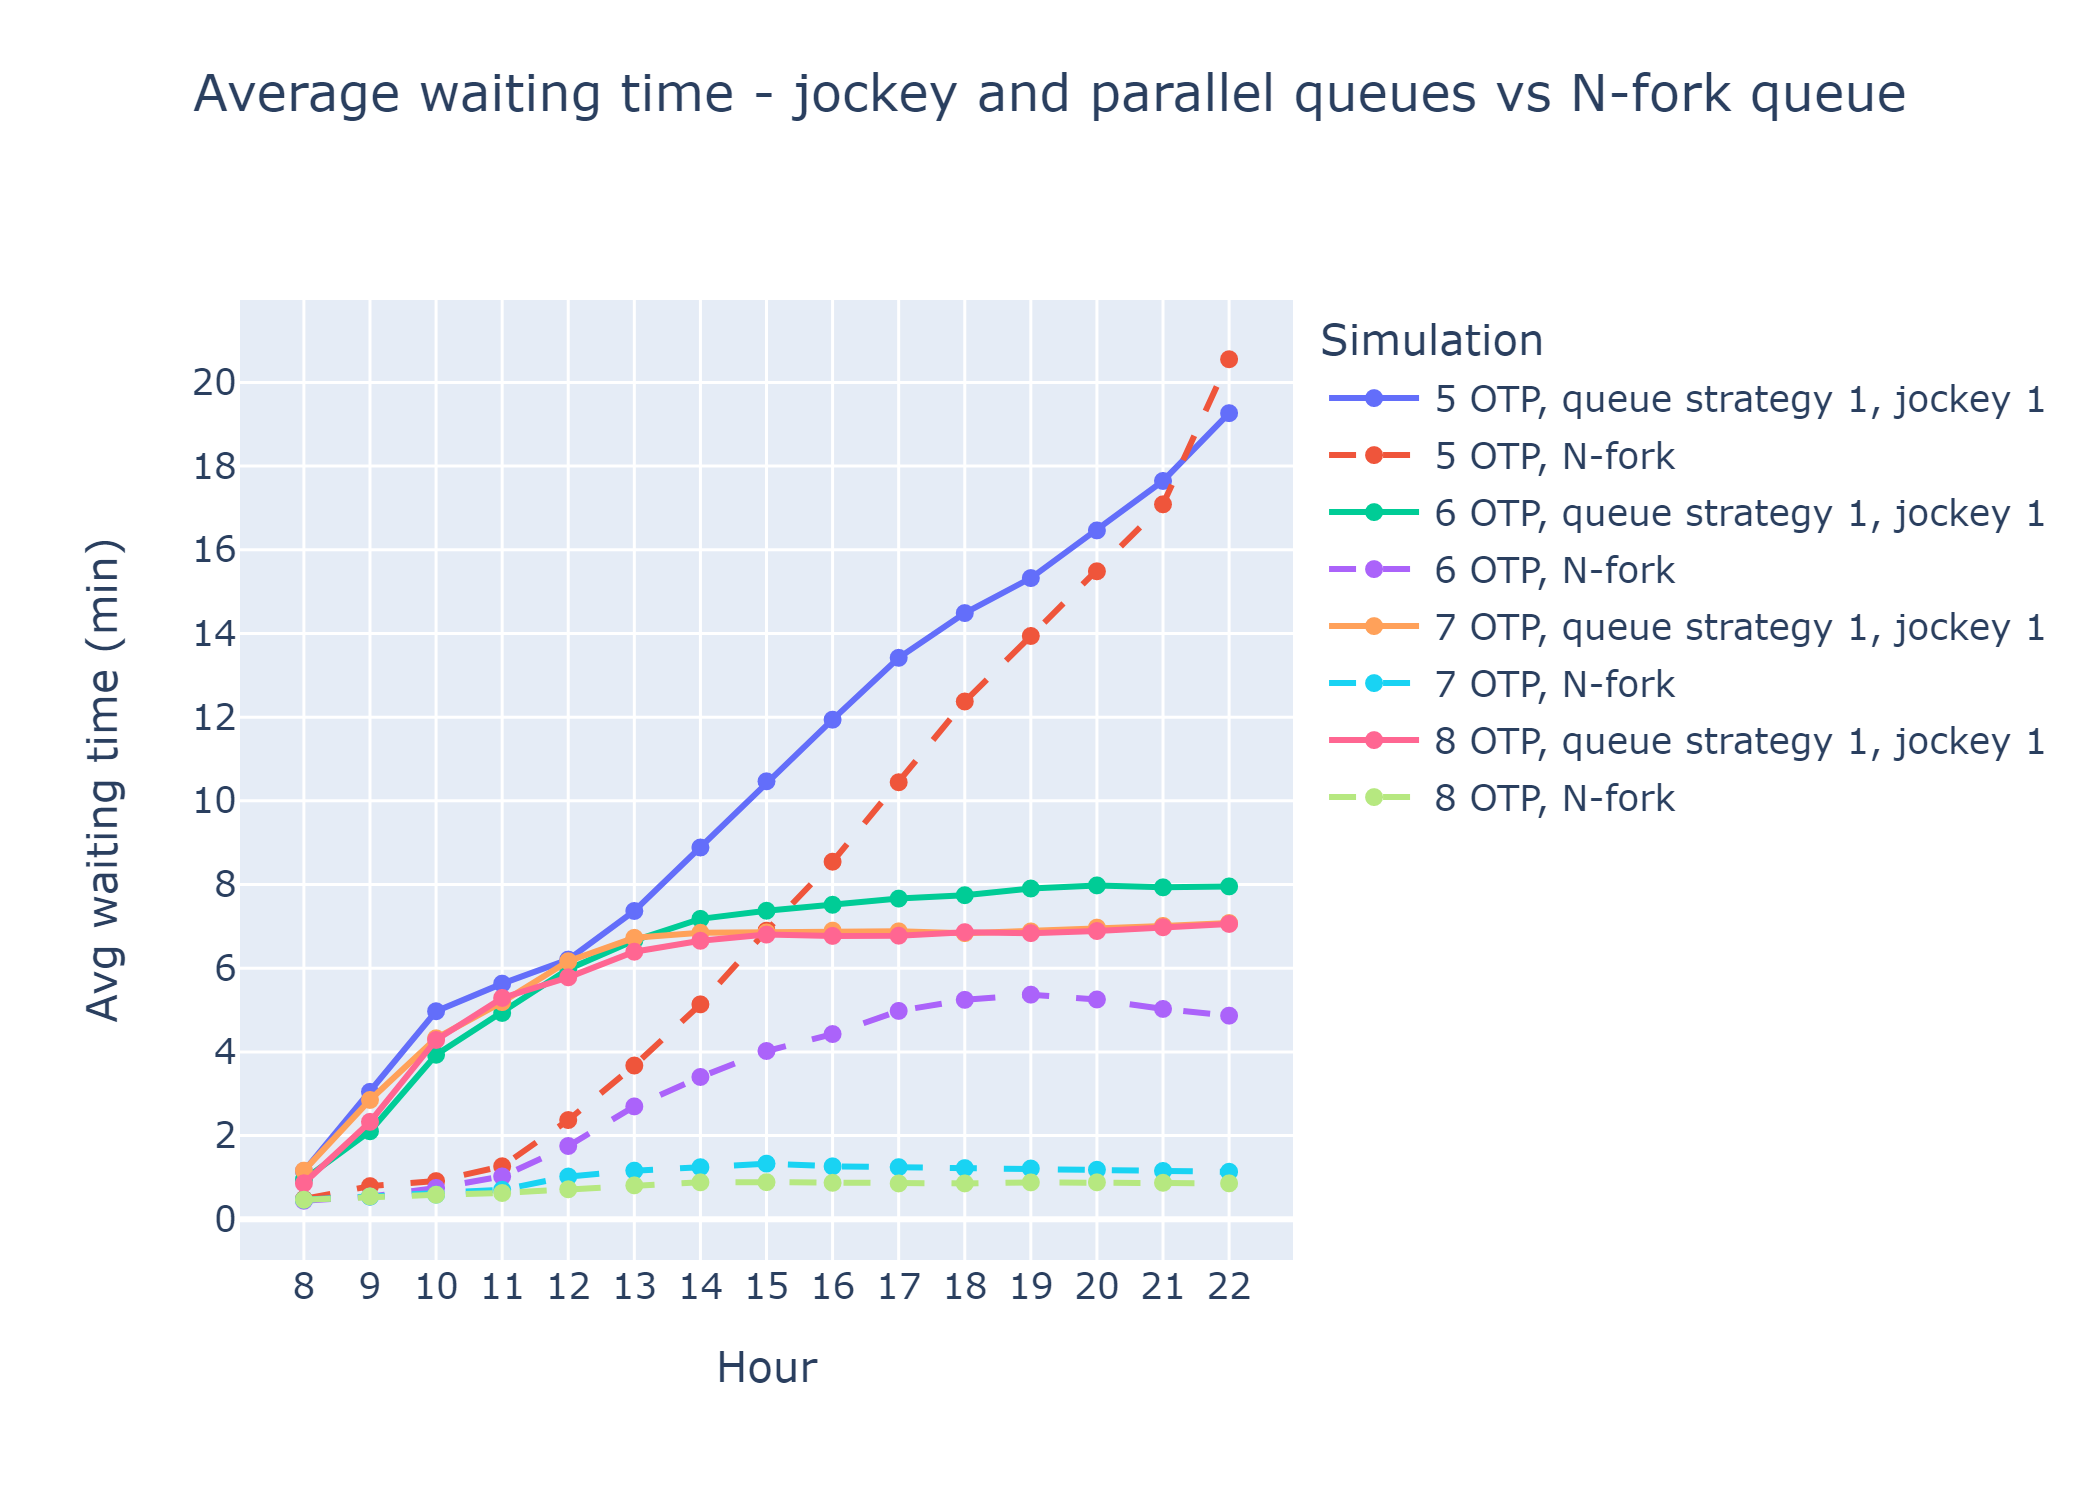 Average waiting time - jockey and parallel queues vs N-fork queue
Simulation
5 OTP, queue strategy 1, jockey 1
5 OTP, N-fork
6 OTP, queue strategy 1, jockey 1
6 OTP, N-fork
7 OTP, queue strategy 1, jockey 1
7 OTP, N-fork
8 OTP, queue strategy 1, jockey 1
8 OTP, N-fork
Avg waiting time (min)
20
18
16
14
12
10
8
6
4
2
0
8 9 10 11 12 13 14 15 16 17 18 19 20 21 22
Hour